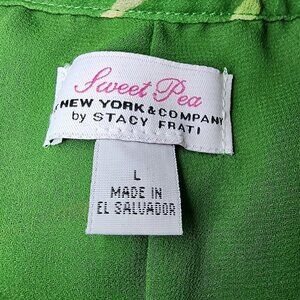 Sweet Pea
NEW YORK & COMPANY
by STACY FRATI
L
MADE IN
EL SALVADOR